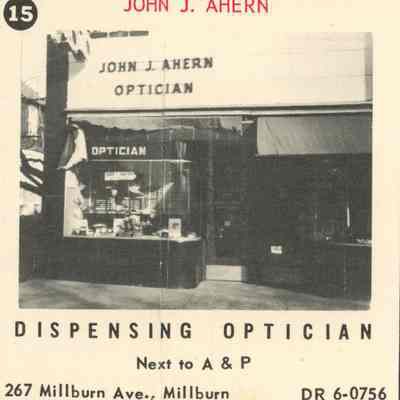 15
JOHN J. AHERN
JOHN J. AHERN
OPTICIAN
OPTICIAN
DISPENSING OPTICIAN
Next to A & P
267 Millburn Ave., Millburn DR 6-0756